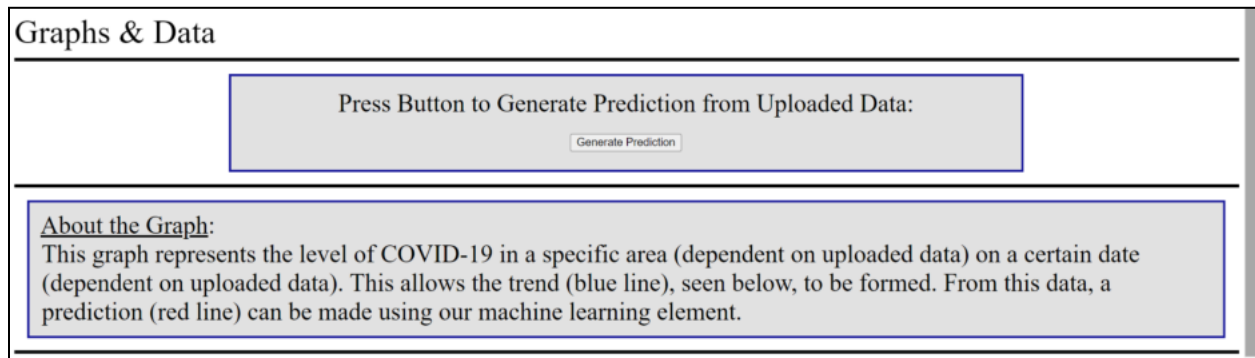 Graphs & Data
Press Button to Generate Prediction from Uploaded Data:
Generate Prediction
About the Graph:
This graph represents the level of COVID-19 in a specific area (dependent on uploaded data) on a certain date
(dependent on uploaded data). This allows the trend (blue line), seen below, to be formed. From this data, a
prediction (red line) can be made using our machine learning element.